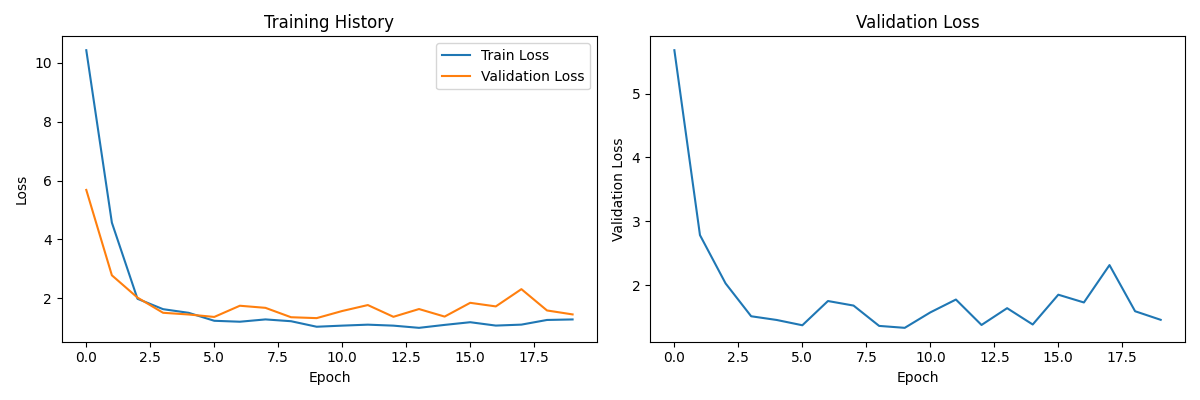 Training History
Train Loss
Validation Loss
Loss
10
8
6
4
2
0.0 2.5 5.0 7.5 10.0 12.5 15.0 17.5
Epoch
Validation Loss
Validation Loss
5
4
3
2
0.0 2.5 5.0 7.5 10.0 12.5 15.0 17.5
Epoch